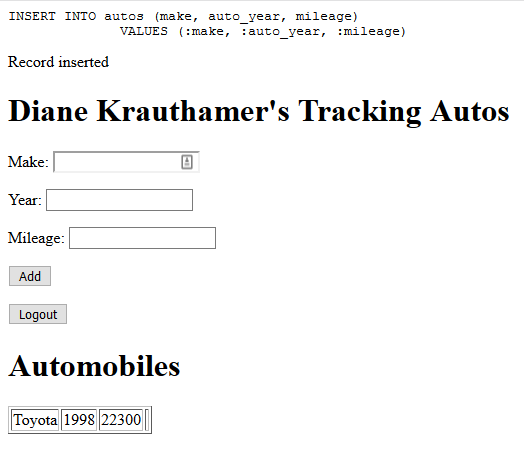 INSERT INTO autos (make, auto_year, mileage)
VALUES (:make, :auto_year, :mileage)
Record inserted
Diane Krauthamer's Tracking Autos
Make:
Year:
Mileage:
Add
Logout
Automobiles
Toyota 1998 22300